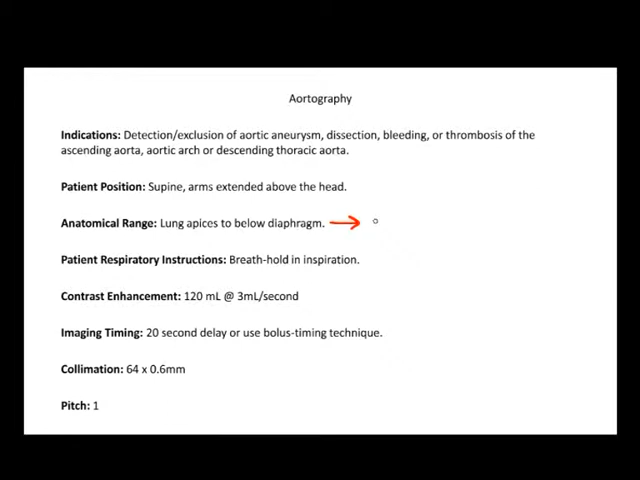 Aortography
Indications: Detection/exclusion of aortic aneurysm, dissection, bleeding, or thrombosis of the
ascending aorta, aortic arch or descending thoracic aorta.
Patient Position: Supine, arms extended above the head.
Anatomical Range: Lung apices to below diaphragm.
Patient Respiratory Instructions: Breath-hold in inspiration.
Contrast Enhancement: 120 mL @ 3mL/second
Imaging Timing: 20 second delay or use bolus-timing technique.
Collimation: 64 x 0.6mm
Pitch: 1